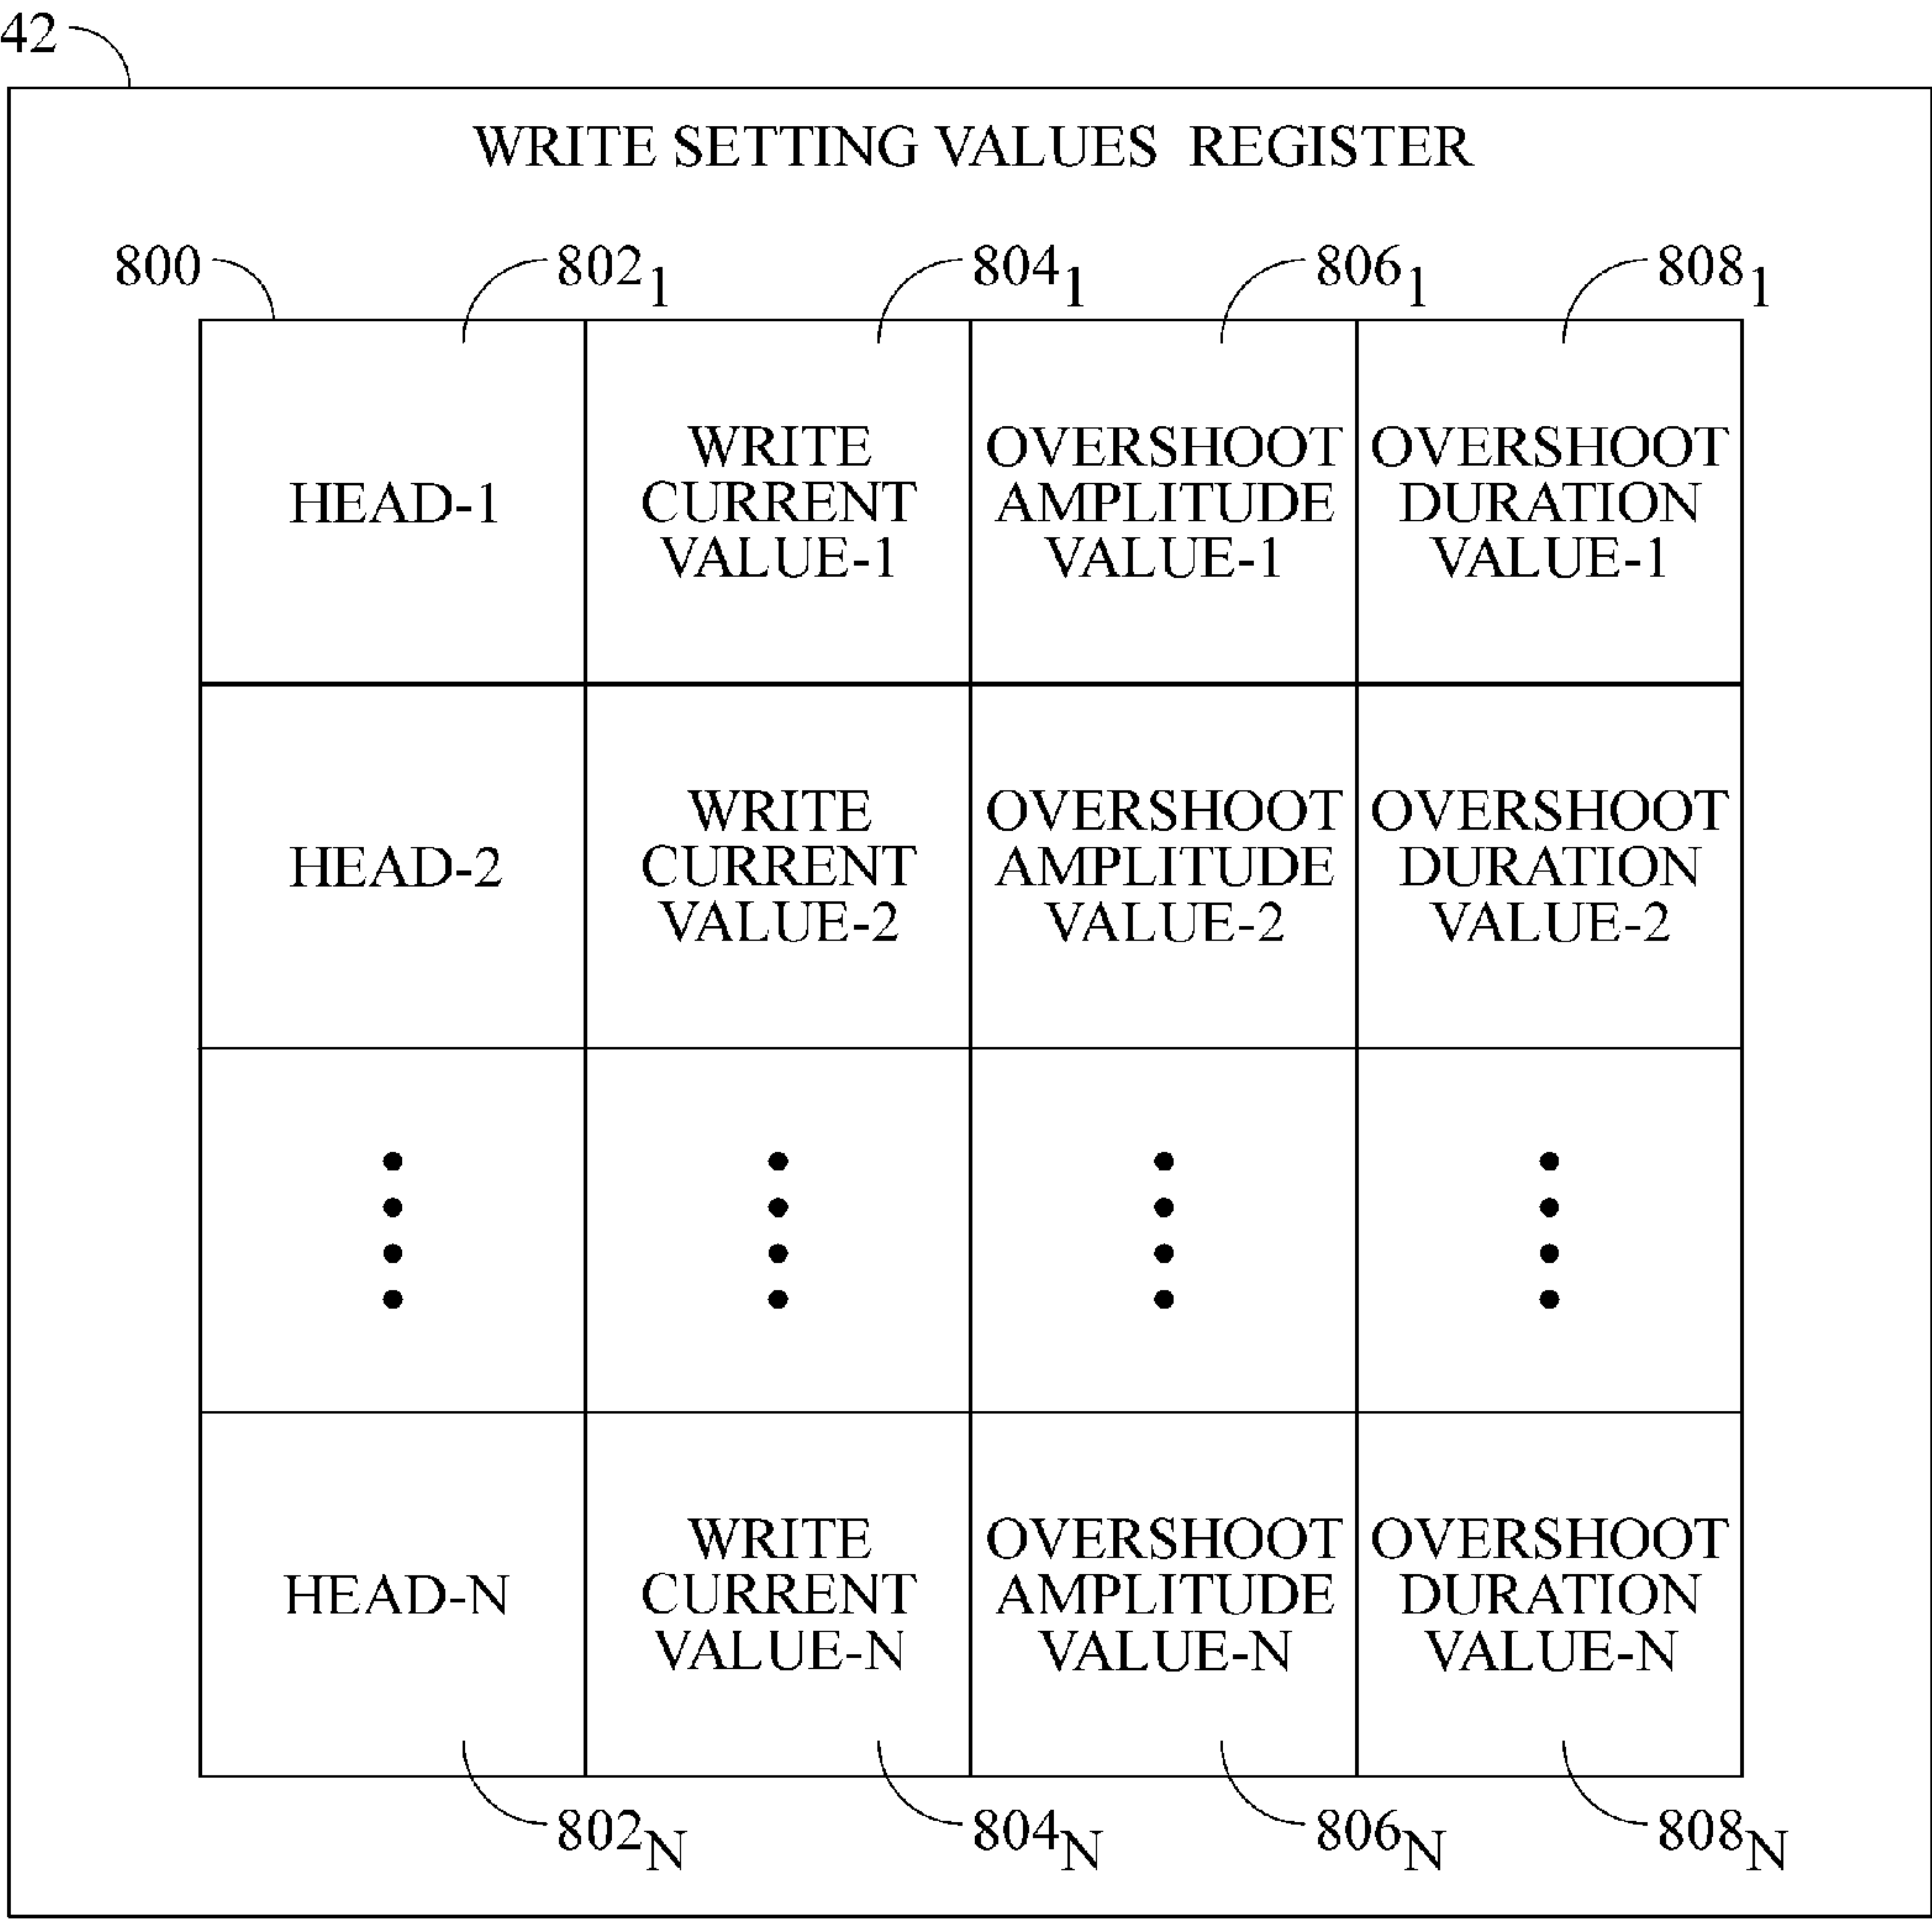 42
WRITE SETTING VALUES REGISTER
800 802₁ 804₁ 806₁ 808₁
HEAD-1
WRITE
CURRENT
VALUE-1
OVERSHOOT
AMPLITUDE
VALUE-1
OVERSHOOT
DURATION
VALUE-1
HEAD-2
WRITE
CURRENT
VALUE-2
OVERSHOOT
AMPLITUDE
VALUE-2
OVERSHOOT
DURATION
VALUE-2
HEAD-N
WRITE
CURRENT
VALUE-N
OVERSHOOT
AMPLITUDE
VALUE-N
OVERSHOOT
DURATION
VALUE-N
802N 804N 806N 808N